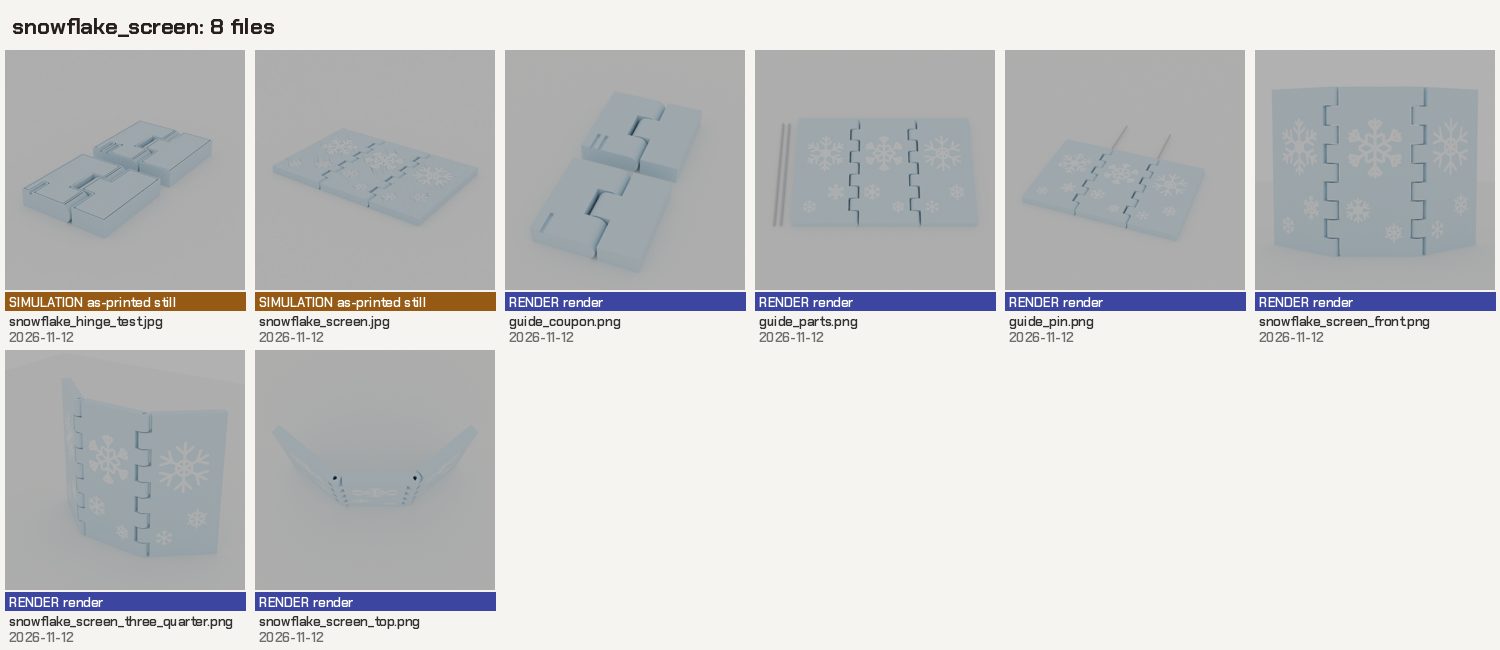 snowflake_screen: 8 files
SIMULATION as-printed still
snowflake_hinge_test.jpg
2026-11-12
SIMULATION as-printed still
snowflake_screen.jpg
2026-11-12
RENDER render
guide_coupon.png
2026-11-12
RENDER render
guide_parts.png
2026-11-12
RENDER render
guide_pin.png
2026-11-12
RENDER render
snowflake_screen_front.png
2026-11-12
RENDER render
snowflake_screen_three_quarter.png
2026-11-12
RENDER render
snowflake_screen_top.png
2026-11-12